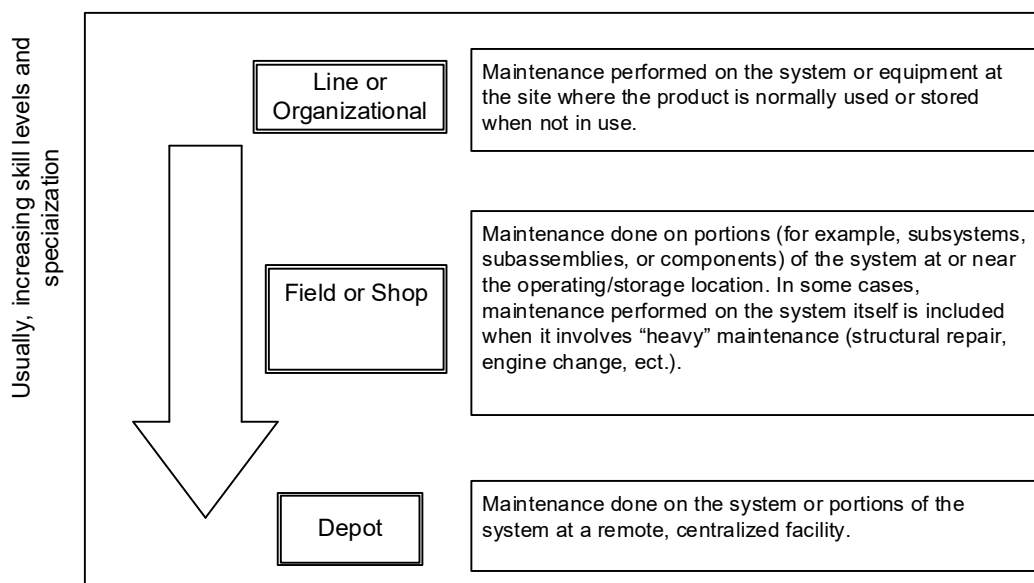 Usually, increasing skill levels and
speciaization
Line or
Organizational
Maintenance performed on the system or equipment at
the site where the product is normally used or stored
when not in use.
Field or Shop
Maintenance done on portions (for example, subsystems,
subassemblies, or components) of the system at or near
the operating/storage location. In some cases,
maintenance performed on the system itself is included
when it involves “heavy” maintenance (structural repair,
engine change, ect.).
Depot
Maintenance done on the system or portions of the
system at a remote, centralized facility.